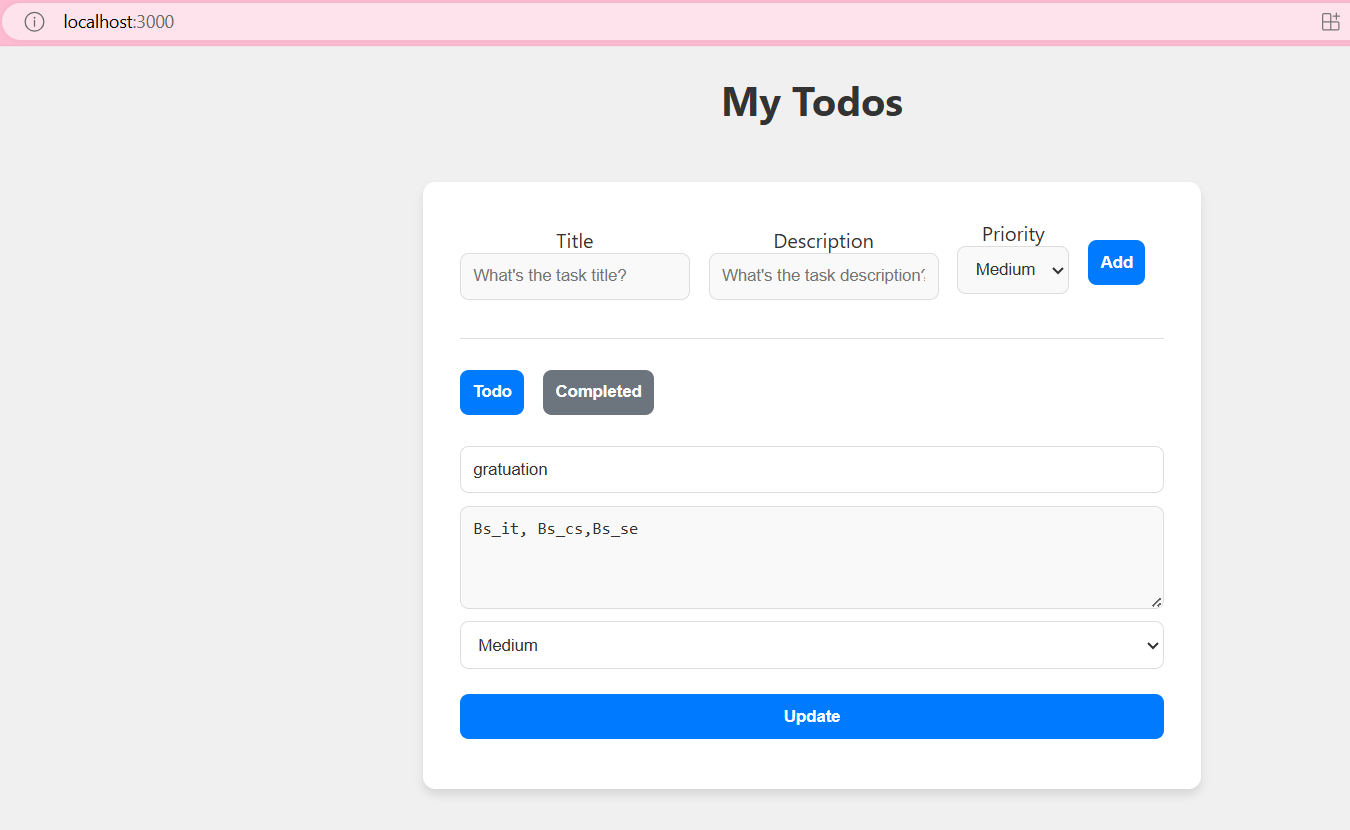 localhost:3000
My Todos
Title
Description
Priority
What's the task title?
What's the task description?
Medium
Add
Todo
Completed
gratuation
Bs_it, Bs_cs,Bs_se
Medium
Update